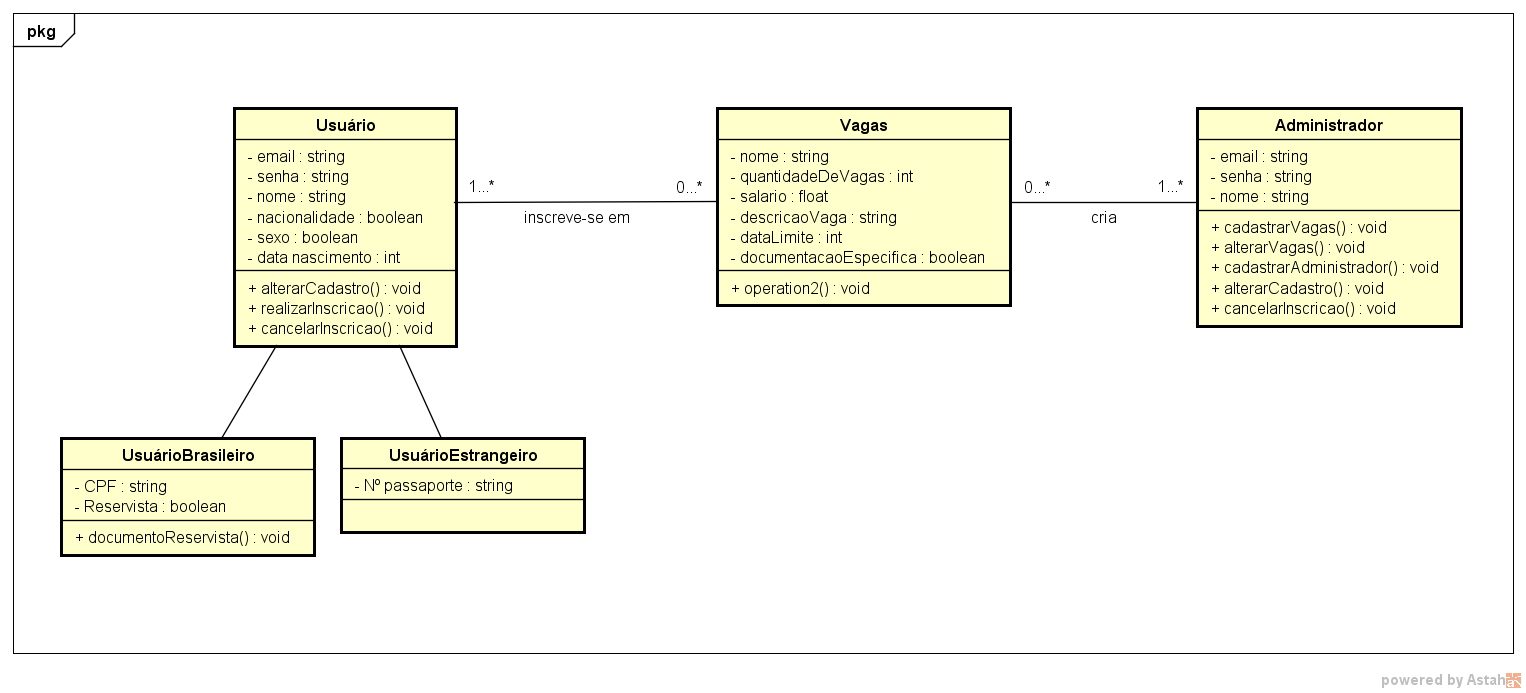 pkg
Usuário
- email : string
- senha : string
- nome : string
- nacionalidade : boolean
- sexo : boolean
- data nascimento : int
+ alterarCadastro() : void
+ realizarInscricao() : void
+ cancelarInscricao() : void
1...*
0...*
inscreve-se em
Vagas
- nome : string
- quantidadeDeVagas : int
- salario : float
- descricaoVaga : string
- dataLimite : int
- documentacaoEspecifica : boolean
+ operation2() : void
0...*
1...*
cria
Administrador
- email : string
- senha : string
- nome : string
+ cadastrarVagas() : void
+ alterarVagas() : void
+ cadastrarAdministrador() : void
+ alterarCadastro() : void
+ cancelarInscricao() : void
UsuárioBrasileiro
- CPF : string
- Reservista : boolean
+ documentoReservista() : void
UsuárioEstrangeiro
- Nº passaporte : string
powered by Astah